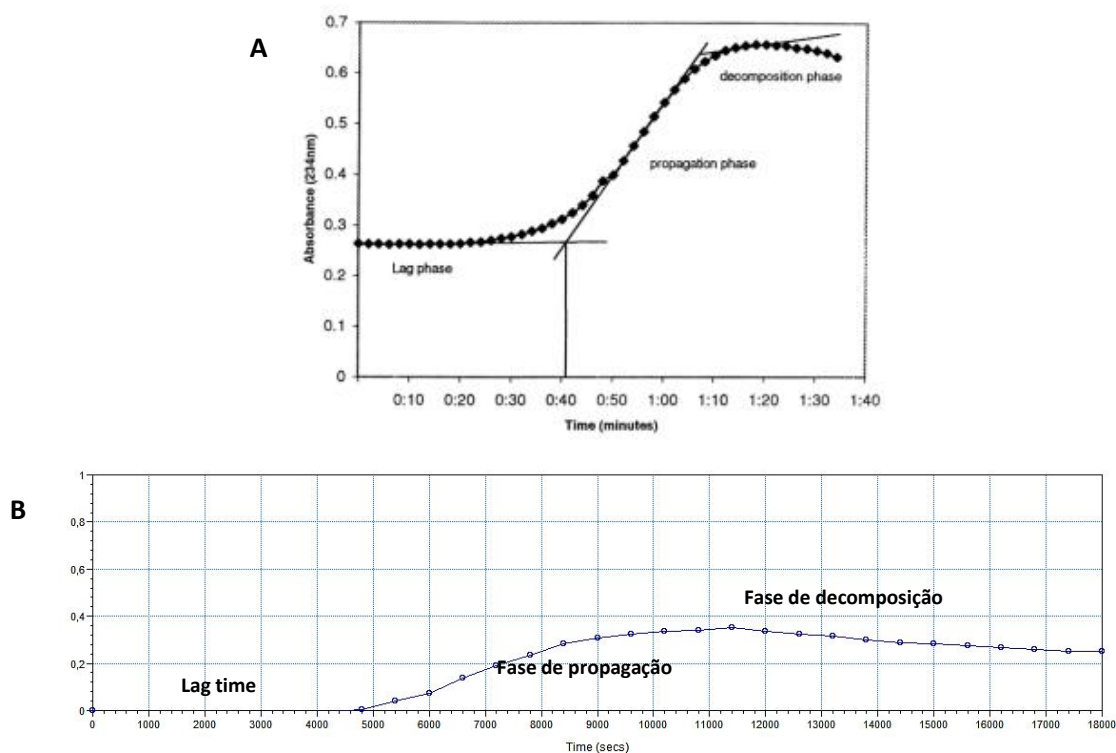 A
0.7
0.6
0.5
0.4
0.3
0.2
0.1
0
Absorbance (234nm)
decomposition phase
propagation phase
Lag phase
0:10 0:20 0:30 0:40 0:50 1:00 1:10 1:20 1:30 1:40
Time (minutes)
B
1
0,8
0,6
0,4
0,2
0
Fase de decomposição
Fase de propagação
Lag time
0 1000 2000 3000 4000 5000 6000 7000 8000 9000 10000 11000 12000 13000 14000 15000 16000 17000 18000
Time (secs)